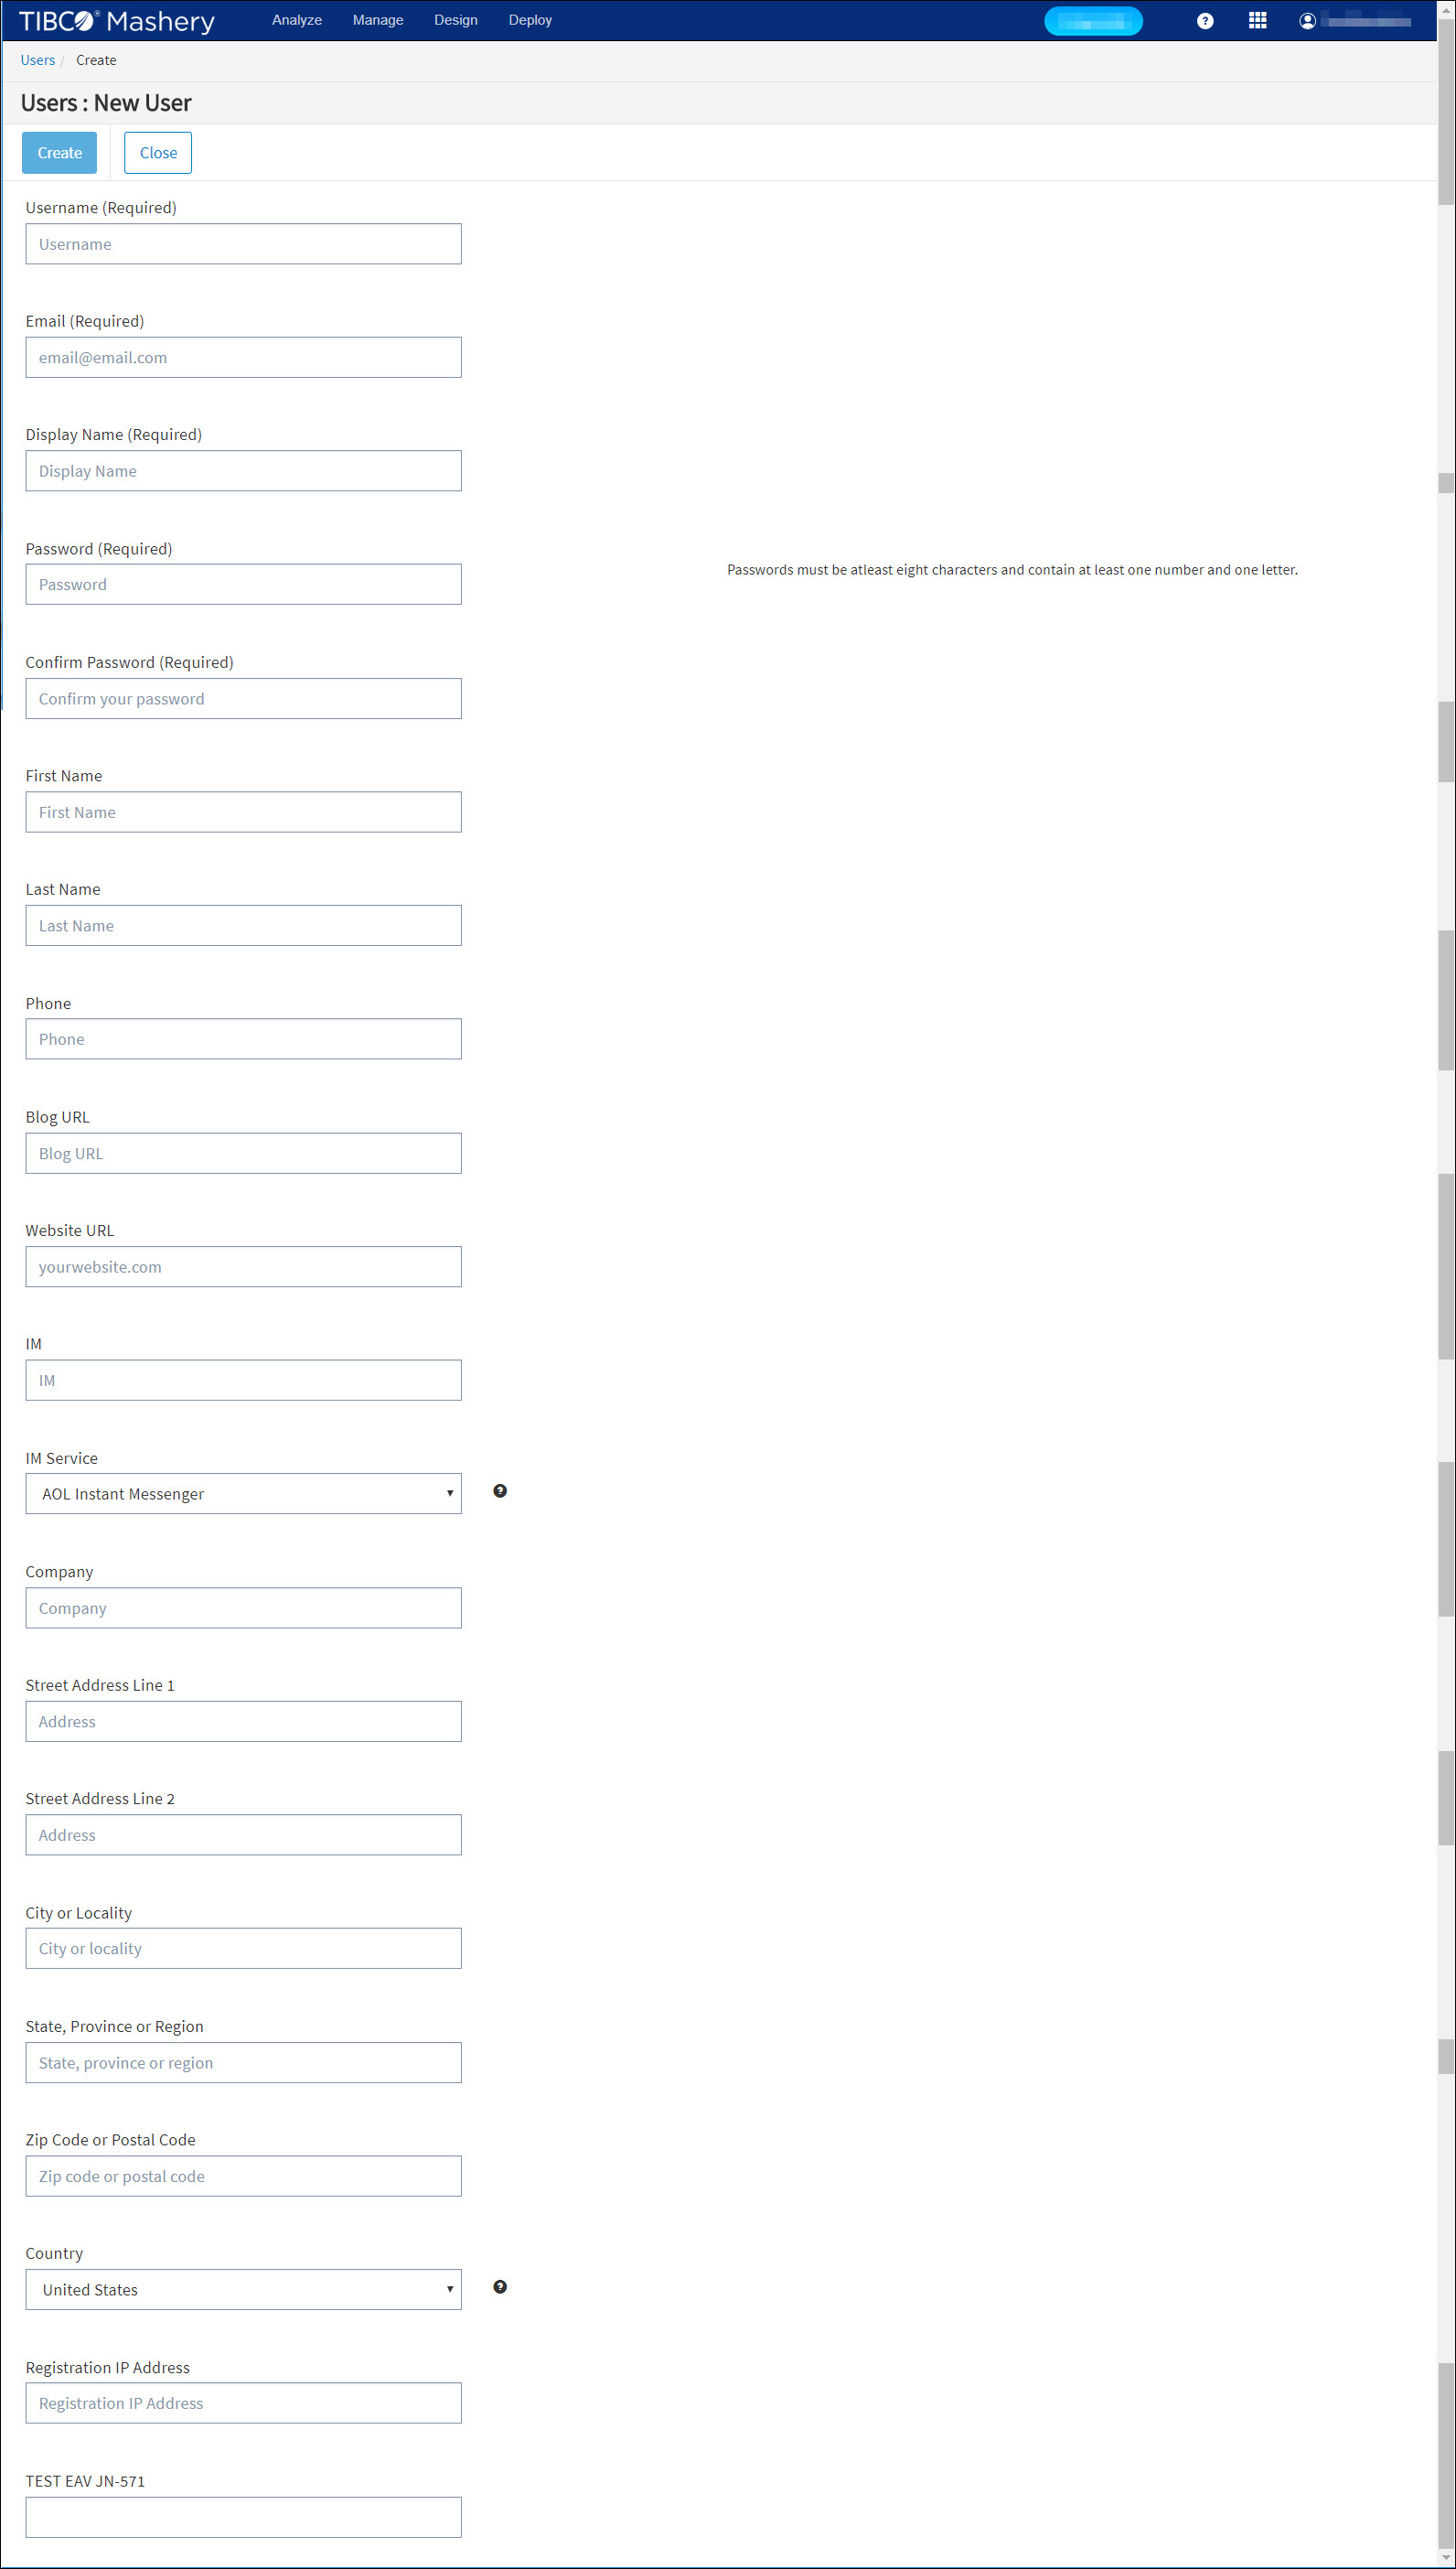 TIBCO® Mashery Analyze Manage Design Deploy
Users / Create
Users : New User
Create Close
Username (Required)
Username
Email (Required)
email@email.com
Display Name (Required)
Display Name
Password (Required)
Password
Passwords must be atleast eight characters and contain at least one number and one letter.
Confirm Password (Required)
Confirm your password
First Name
First Name
Last Name
Last Name
Phone
Phone
Blog URL
Blog URL
Website URL
yourwebsite.com
IM
IM
IM Service
AOL Instant Messenger
Company
Company
Street Address Line 1
Address
Street Address Line 2
Address
City or Locality
City or locality
State, Province or Region
State, province or region
Zip Code or Postal Code
Zip code or postal code
Country
United States
Registration IP Address
Registration IP Address
TEST EAV JN-571